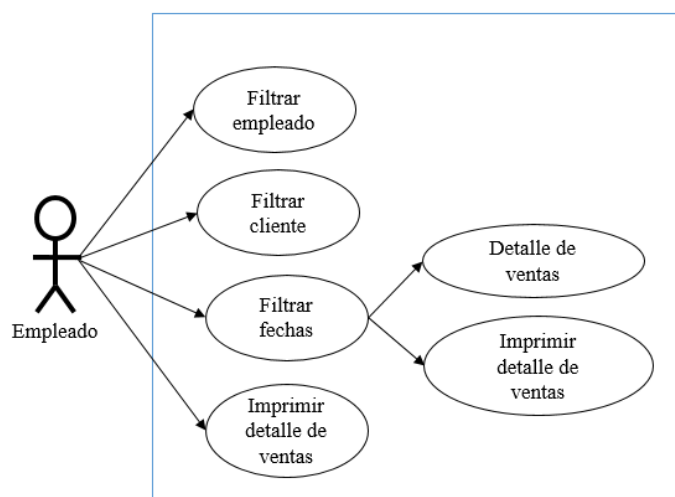 Filtrar
empleado
Filtrar
cliente
Detalle de
ventas
Filtrar
fechas
Empleado
Imprimir
detalle de
ventas
Imprimir
detalle de
ventas